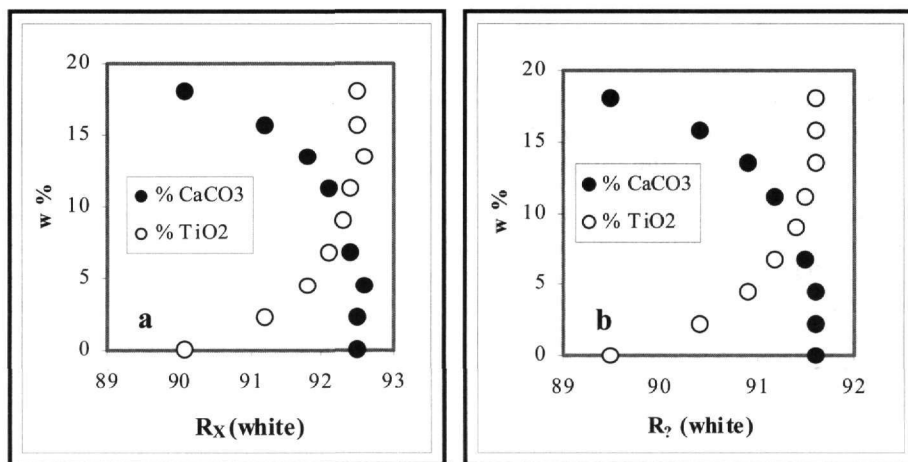 20
15
10
5
0
w %
% CaCO3
% TiO2
a
89 90 91 92 93
RX (white)
20
15
10
5
0
w %
% CaCO3
% TiO2
b
89 90 91 92
R? (white)